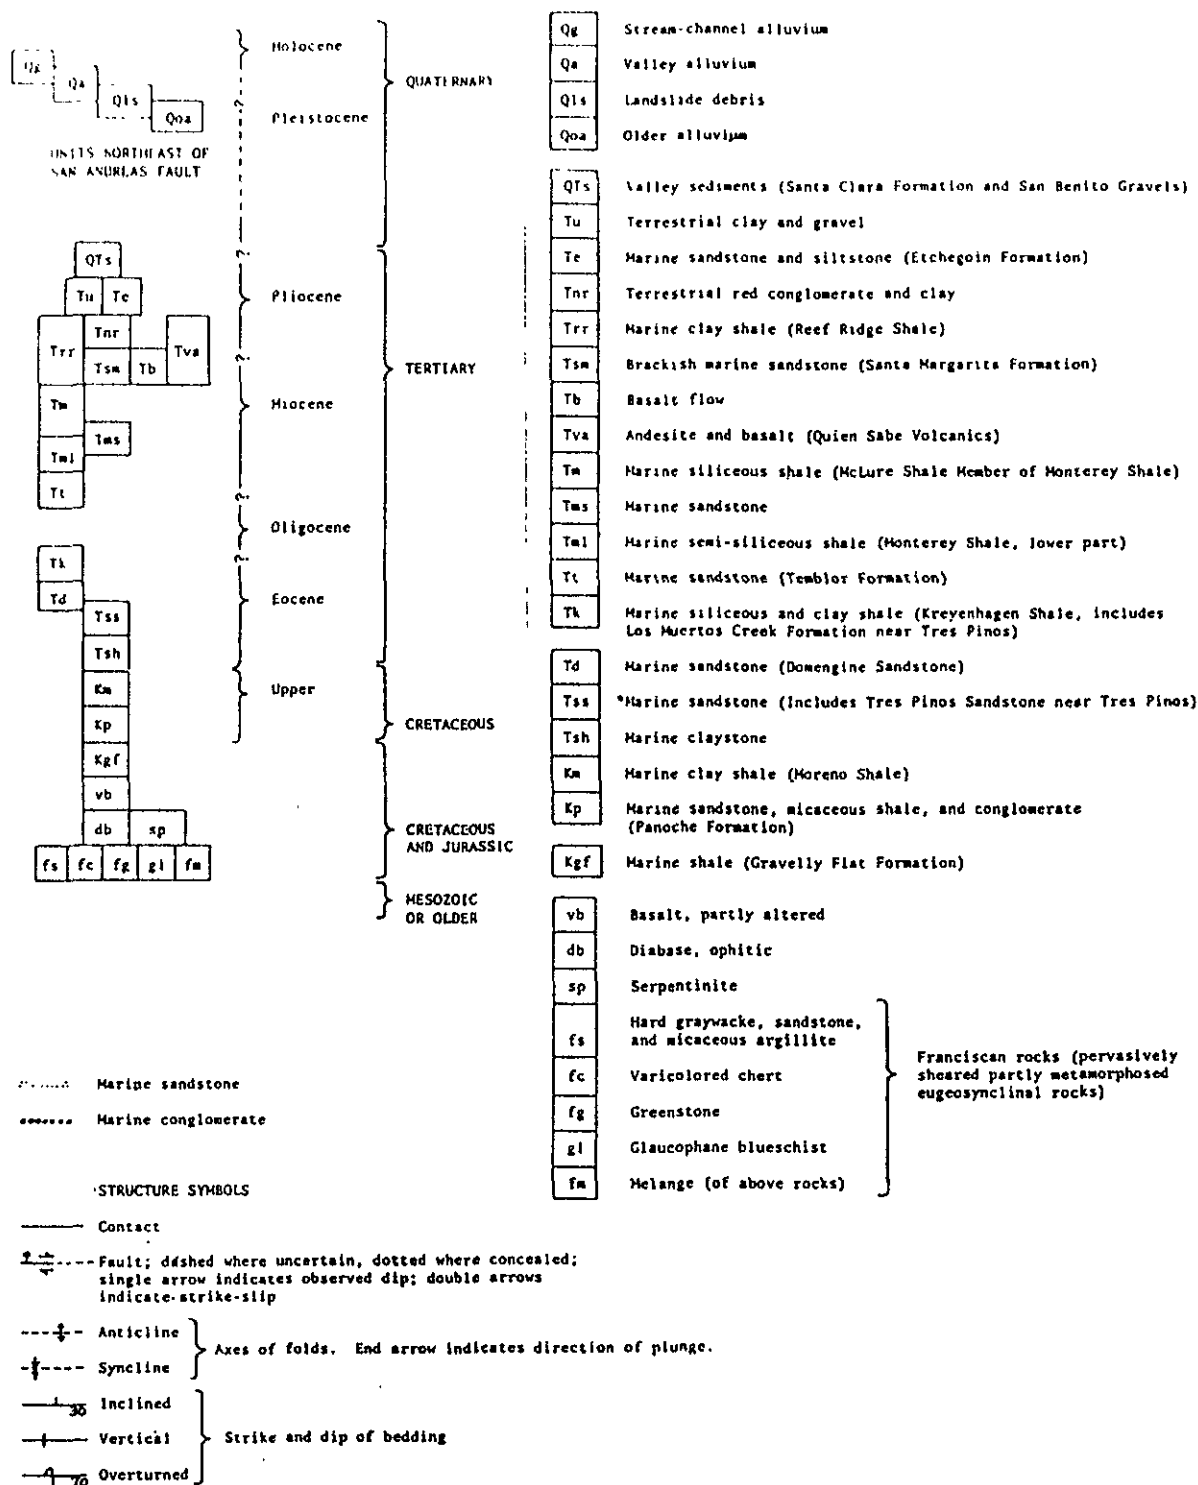 Qg
Qa
Qls
Qoa
UNITS NORTHEAST OF
SAN ANDREAS FAULT
QTs
Tu Te
Trr Tnr Tva
Tsm Tb
Tm
Tms
Tml
Tt
Tk
Td
Tss
Tsh
Km
Kp
Kgf
vb
db sp
fs fc fg gl fm
?
Holocene
Pleistocene
?
Pliocene
?
Miocene
?
Oligocene
?
Eocene
Upper
QUATERNARY
TERTIARY
CRETACEOUS
CRETACEOUS
AND JURASSIC
MESOZOIC
OR OLDER
Qg Stream-channel alluvium
Qa Valley alluvium
Qls Landslide debris
Qoa Older alluvium
QTs Valley sediments (Santa Clara Formation and San Benito Gravels)
Tu Terrestrial clay and gravel
Te Marine sandstone and siltstone (Etchegoin Formation)
Tnr Terrestrial red conglomerate and clay
Trr Marine clay shale (Reef Ridge Shale)
Tsm Brackish marine sandstone (Santa Margarita Formation)
Tb Basalt flow
Tva Andesite and basalt (Quien Sabe Volcanics)
Tm Marine siliceous shale (McLure Shale Member of Monterey Shale)
Tms Marine sandstone
Tml Marine semi-siliceous shale (Monterey Shale, lower part)
Tt Marine sandstone (Temblor Formation)
Tk Marine siliceous and clay shale (Kreyenhagen Shale, includes
Los Muertos Creek Formation near Tres Pinos)
Td Marine sandstone (Domengine Sandstone)
Tss *Marine sandstone (Includes Tres Pinos Sandstone near Tres Pinos)
Tsh Marine claystone
Km Marine clay shale (Moreno Shale)
Kp Marine sandstone, micaceous shale, and conglomerate
(Panoche Formation)
Kgf Marine shale (Gravelly Flat Formation)
vb Basalt, partly altered
db Diabase, ophitic
sp Serpentinite
fs Hard graywacke, sandstone,
and micaceous argillite
fc Varicolored chert
fg Greenstone
gl Glaucophane blueschist
fm Melange (of above rocks)
Franciscan rocks (pervasively
sheared partly metamorphosed
eugeosynclinal rocks)
Marine sandstone
Marine conglomerate
STRUCTURE SYMBOLS
Contact
Fault; dashed where uncertain, dotted where concealed;
single arrow indicates observed dip; double arrows
indicate-strike-slip
Anticline
Syncline
Axes of folds. End arrow indicates direction of plunge.
30 Inclined
Vertical
70 Overturned
Strike and dip of bedding